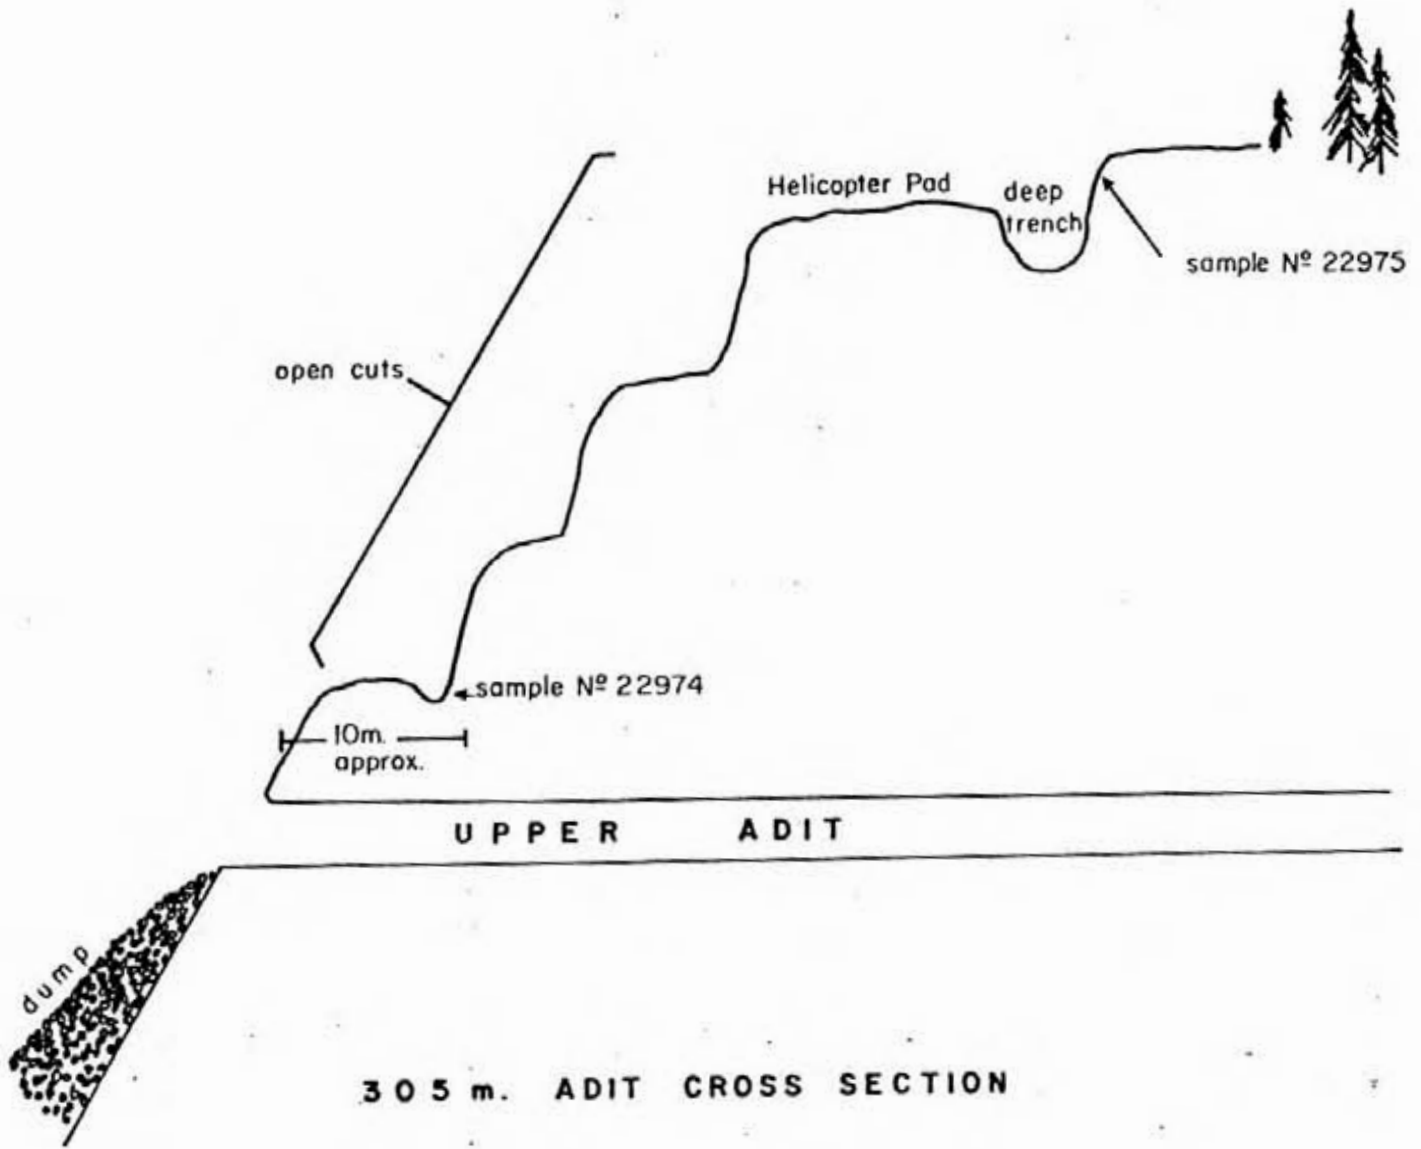 Helicopter Pad
deep
trench
sample Nº 22975
open cuts
sample Nº 22974
10m.
approx.
UPPER ADIT
dump
305 m. ADIT CROSS SECTION